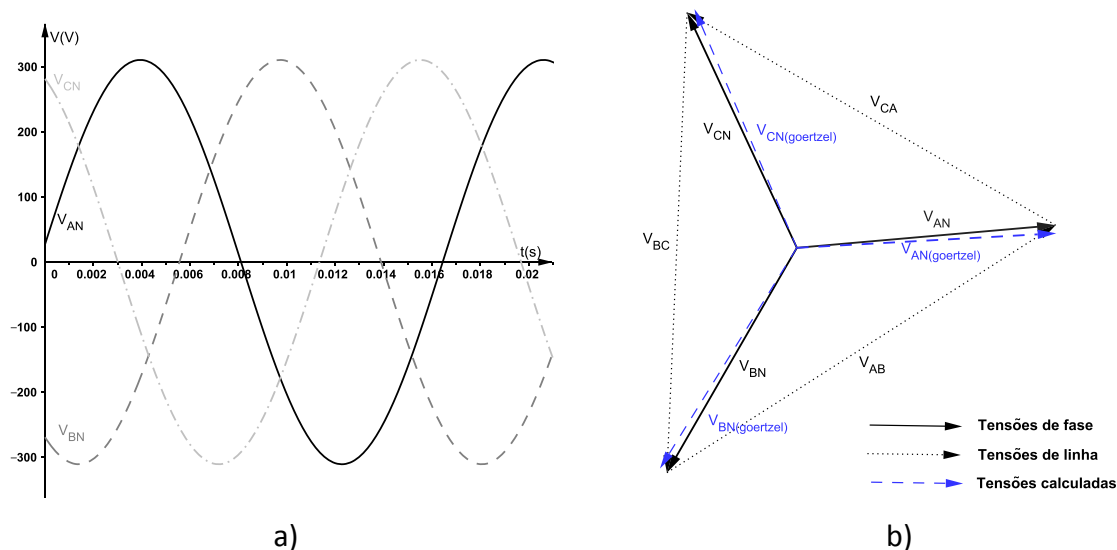 V(V)
300
200
100
0
−100
−200
−300
V_CN
V_AN
V_BN
t(s)
0 0.002 0.004 0.006 0.008 0.01 0.012 0.014 0.016 0.018 0.02
a)
V_CA
V_CN
V_CN(goertzel)
V_AN
V_AN(goertzel)
V_BC
V_BN
V_AB
V_BN(goertzel)
Tensões de fase
Tensões de linha
Tensões calculadas
b)